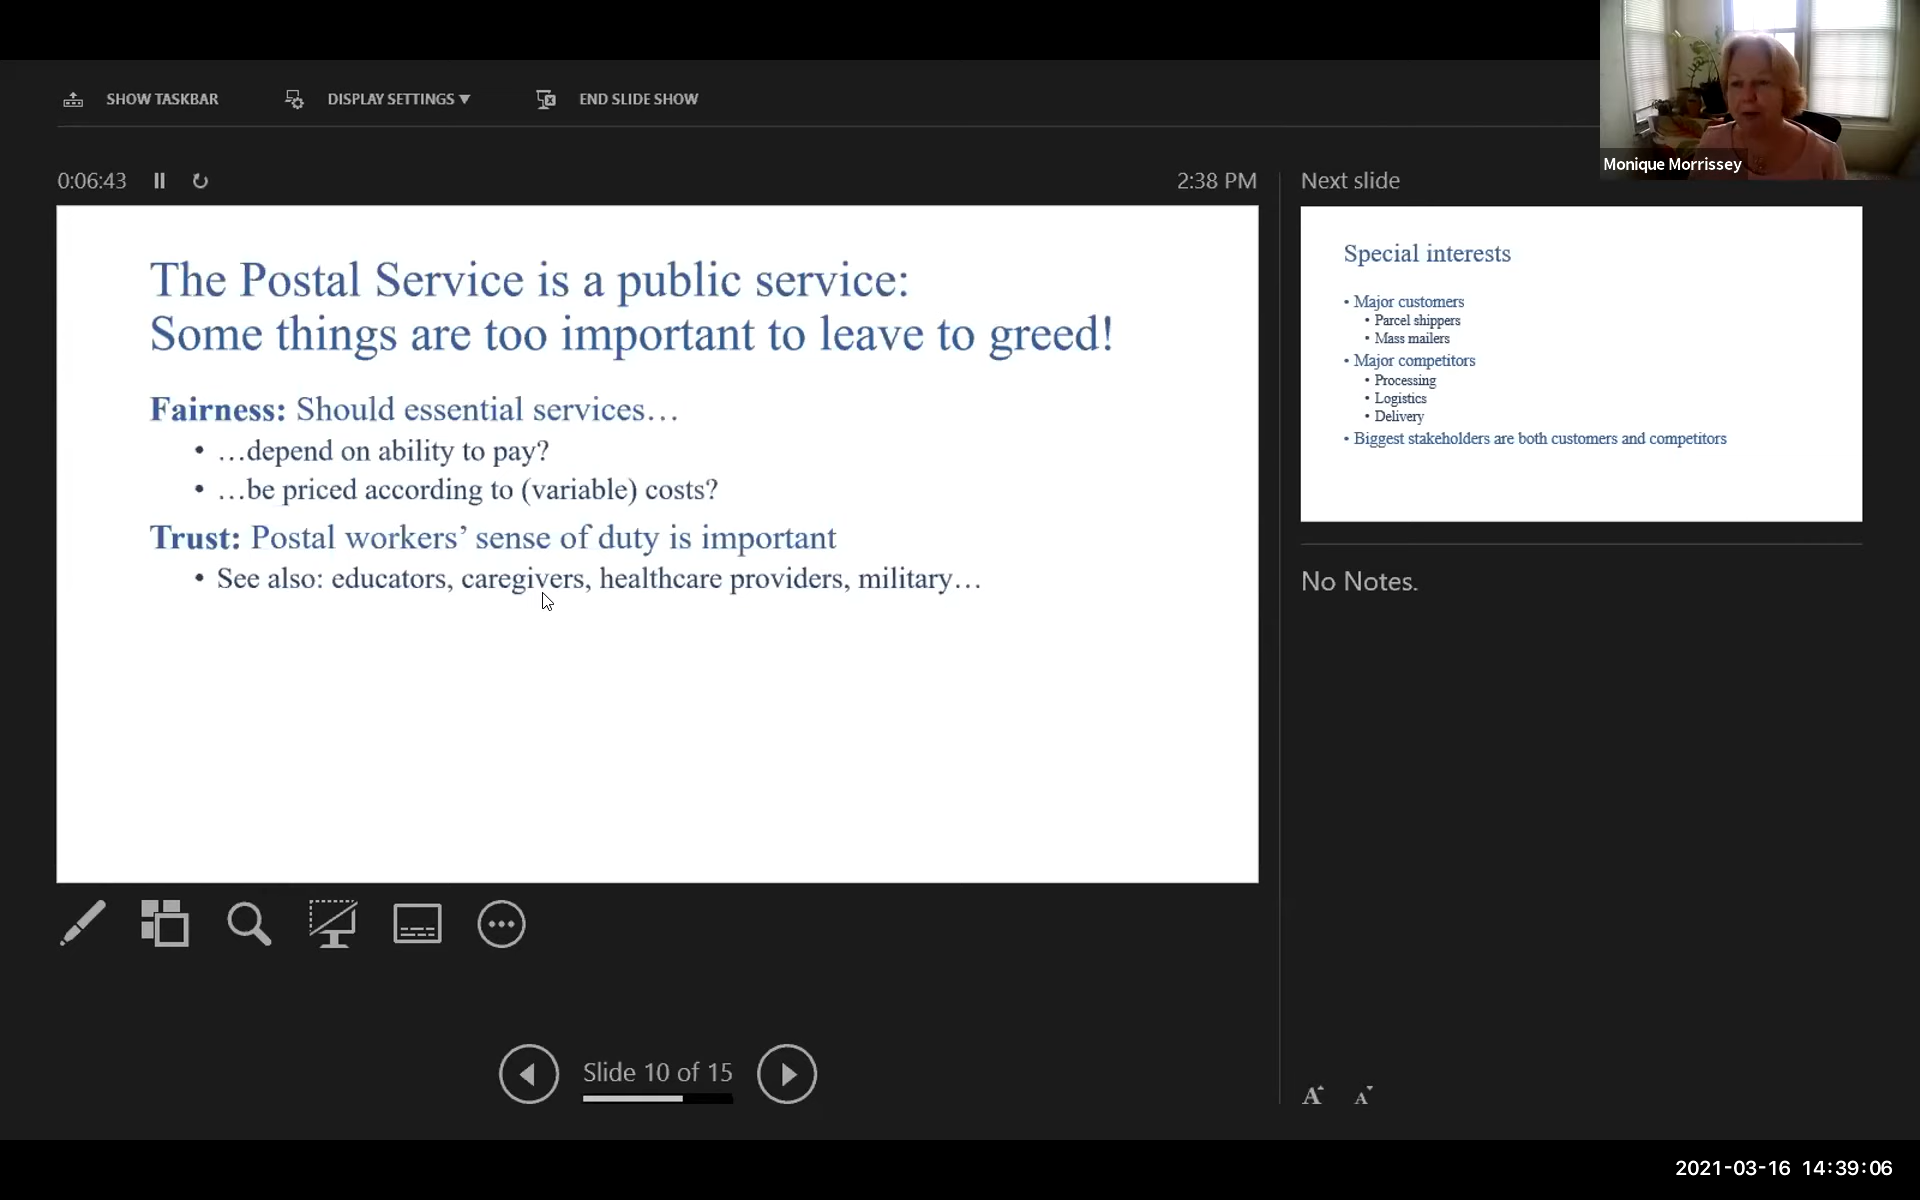 SHOW TASKBAR
DISPLAY SETTINGS ▼
END SLIDE SHOW
Monique Morrissey
0:06:43
2:38 PM
Next slide
The Postal Service is a public service:
Some things are too important to leave to greed!
Fairness: Should essential services…
• …depend on ability to pay?
• …be priced according to (variable) costs?
Trust: Postal workers’ sense of duty is important
• See also: educators, caregivers, healthcare providers, military…
Special interests
• Major customers
• Parcel shippers
• Mass mailers
• Major competitors
• Processing
• Logistics
• Delivery
• Biggest stakeholders are both customers and competitors
No Notes.
Slide 10 of 15
A A
2021-03-16 14:39:06